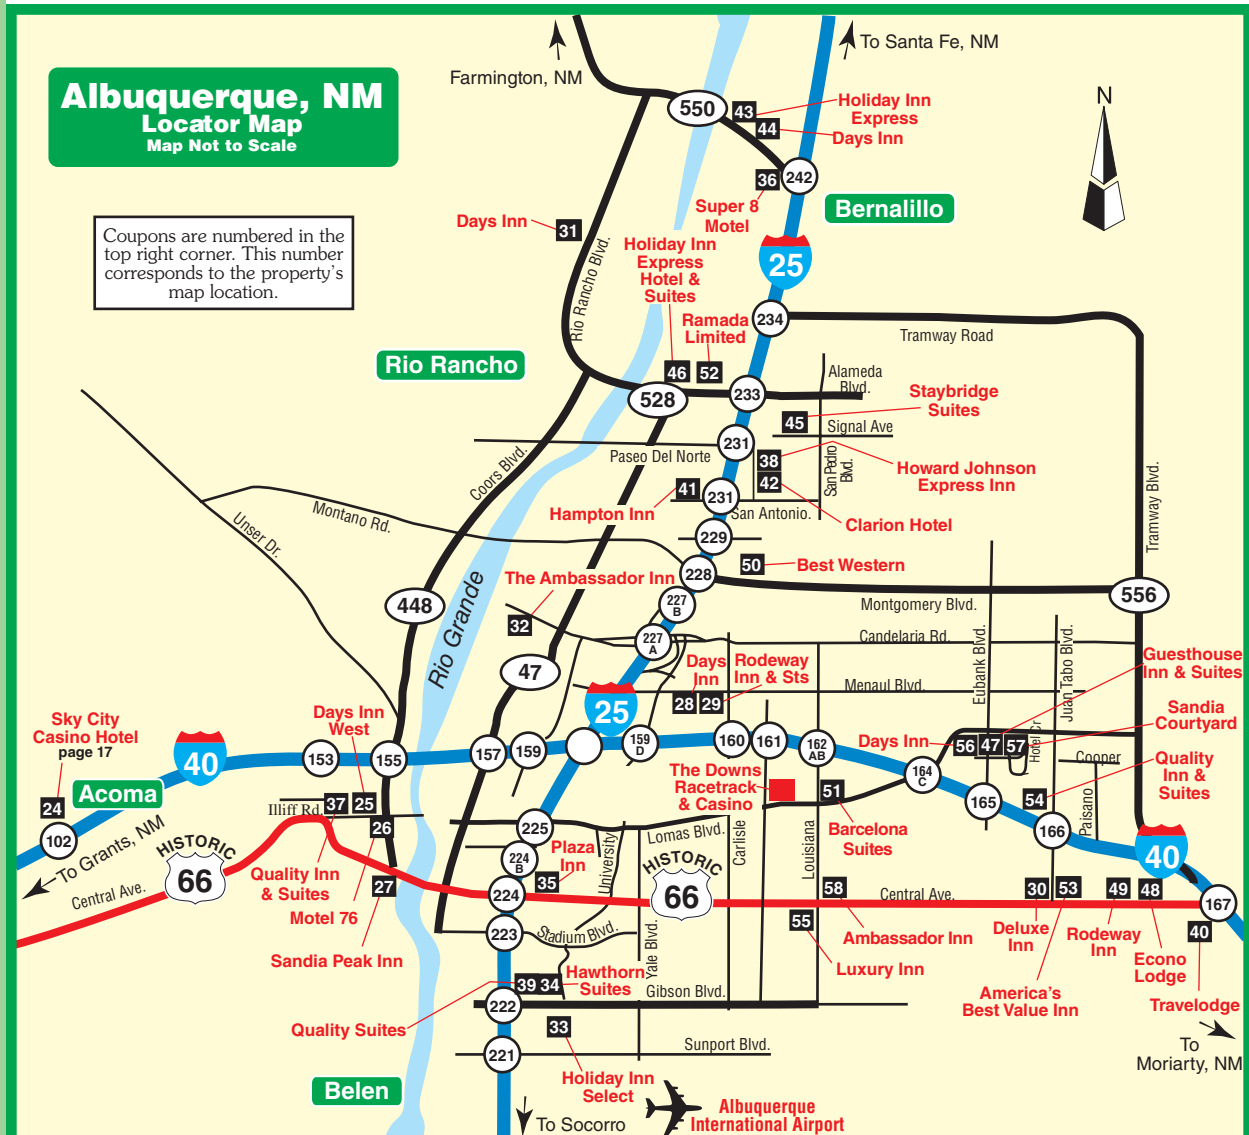 To Santa Fe, NM
Farmington, NM
Albuquerque, NM
Locator Map
Map Not to Scale
N
550
43
Holiday Inn
Express
44
Days Inn
242
36
Super 8
Motel
Bernalillo
Coupons are numbered in the
top right corner. This number
corresponds to the property's
map location.
Days Inn
31
Rio Rancho Blvd.
Holiday Inn
Express
Hotel &
Suites
25
234
Tramway Road
Ramada
Limited
Rio Rancho
46
52
528
233
Alameda
Blvd.
Staybridge
Suites
45
Signal Ave
231
Paseo Del Norte
38
San Pedro
Blvd.
Howard Johnson
Express Inn
Coors Blvd.
41
42
231
San Antonio.
Hampton Inn
Clarion Hotel
Tramway Blvd.
Montano Rd.
Unser Dr.
229
50
Best Western
228
The Ambassador Inn
448
Rio Grande
227
B
Montgomery Blvd.
556
32
227
A
Candelaria Rd.
Eubank Blvd.
Juan Tabo Blvd.
Guesthouse
Inn & Suites
47
Days
Inn
Rodeway
Inn & Sts
Menaul Blvd.
28
29
25
Sandia
Courtyard
Sky City
Casino Hotel
page 17
Days Inn
West
40
153
155
157
159
159
D
160
161
162
AB
Days Inn
56
47
57
Hotel Cr
Cooper
Quality
Inn &
Suites
164
C
The Downs
Racetrack
& Casino
51
165
54
Paisano
Acoma
24
102
Illiff Rd.
37
25
26
225
Lomas Blvd.
Carlisle
Louisiana
Barcelona
Suites
166
40
To Grants, NM
HISTORIC
66
Central Ave.
Quality Inn
& Suites
27
224
B
Plaza
Inn
35
University
HISTORIC
66
58
Central Ave.
30
53
49
48
167
224
Motel 76
223
Stadium Blvd.
Yale Blvd.
55
Ambassador Inn
Deluxe
Inn
Rodeway
Inn
40
Sandia Peak Inn
Luxury Inn
Econo
Lodge
39
34
Hawthorn
Suites
America's
Best Value Inn
Travelodge
222
Gibson Blvd.
Quality Suites
33
To
Moriarty, NM
221
Sunport Blvd.
Belen
Holiday Inn
Select
To Socorro
Albuquerque
International Airport